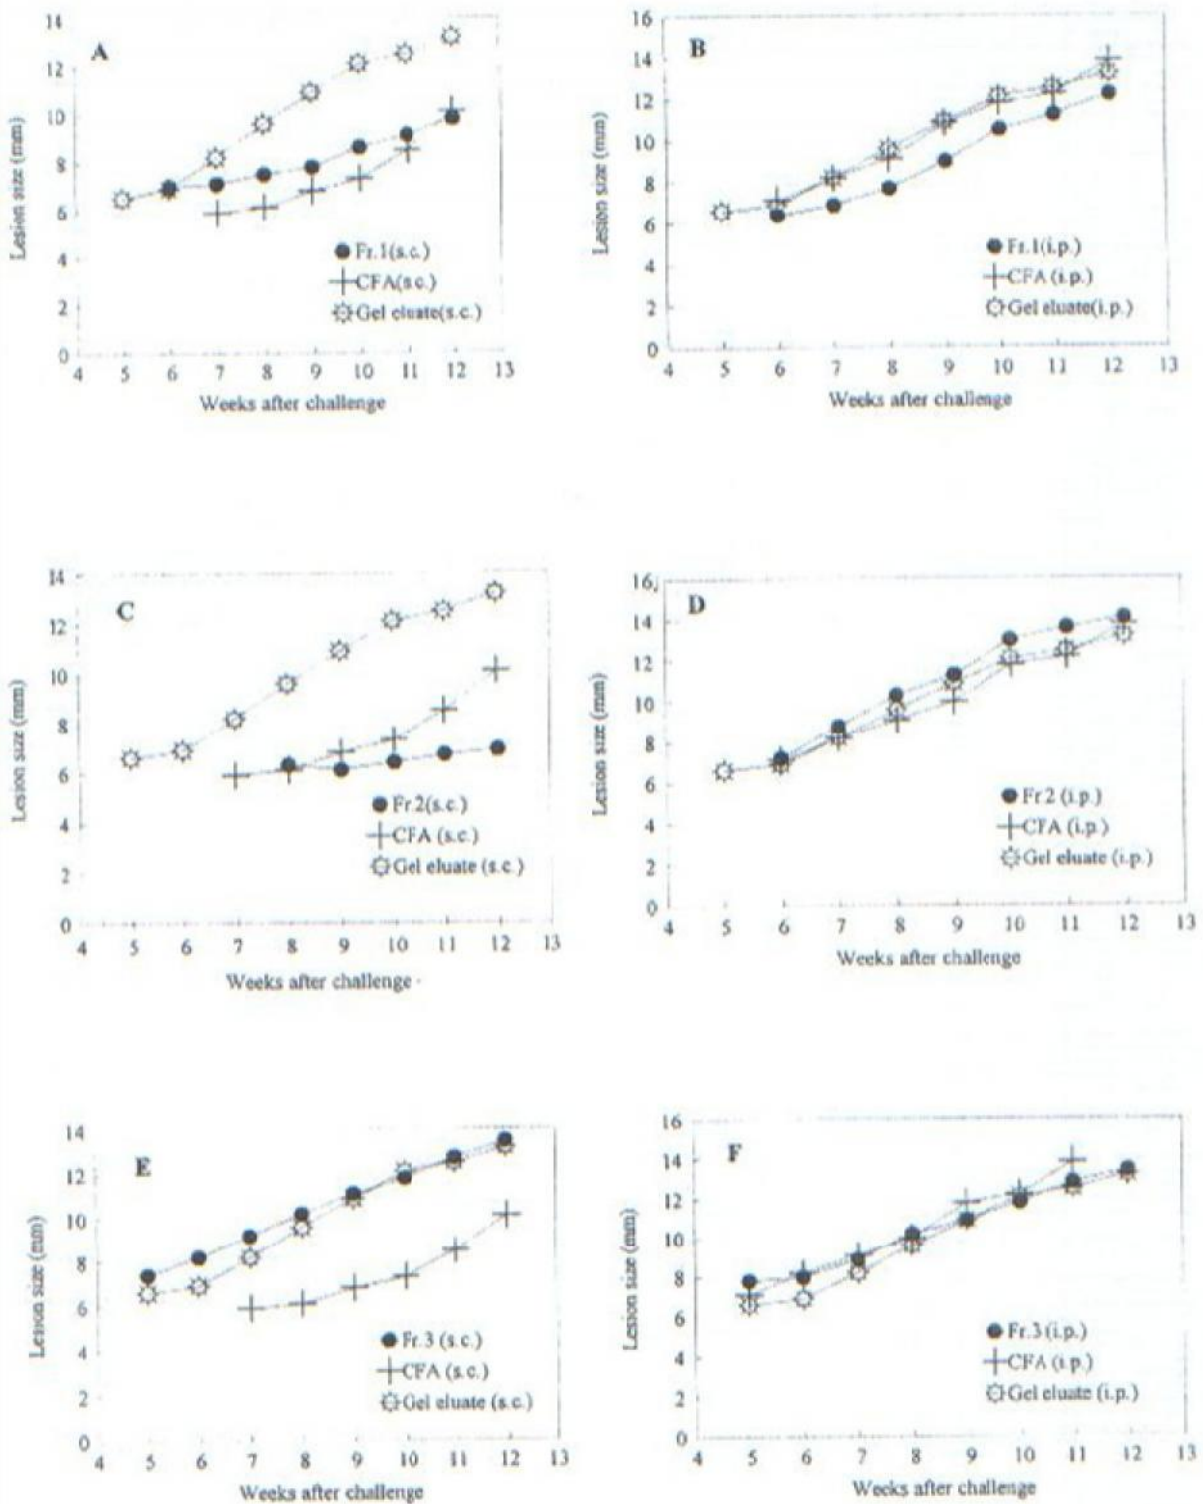 A
14
12
10
8
6
4
2
0
Lesion size (mm)
Fr.1(s.c.)
CFA(s.c.)
Gel eluate(s.c.)
4 5 6 7 8 9 10 11 12 13
Weeks after challenge
B
16
14
12
10
8
6
4
2
0
Lesion size (mm)
Fr.1(i.p.)
CFA (i.p.)
Gel eluate(i.p.)
4 5 6 7 8 9 10 11 12 13
Weeks after challenge
C
14
12
10
8
6
4
2
0
Lesion size (mm)
Fr.2(s.c.)
CFA (s.c.)
Gel eluate (s.c.)
4 5 6 7 8 9 10 11 12 13
Weeks after challenge
D
16
14
12
10
8
6
4
2
0
Lesion size (mm)
Fr2 (i.p.)
CFA (i.p.)
Gel eluate (i.p.)
4 5 6 7 8 9 10 11 12 13
Weeks after challenge
E
14
12
10
8
6
4
2
0
Lesion size (mm)
Fr.3 (s.c.)
CFA (s.c.)
Gel eluate (s.c.)
4 5 6 7 8 9 10 11 12 13
Weeks after challenge
F
16
14
12
10
8
6
4
2
0
Lesion size (mm)
Fr.3 (i.p.)
CFA (i.p.)
Gel eluate (i.p.)
4 5 6 7 8 9 10 11 12 13
Weeks after challenge